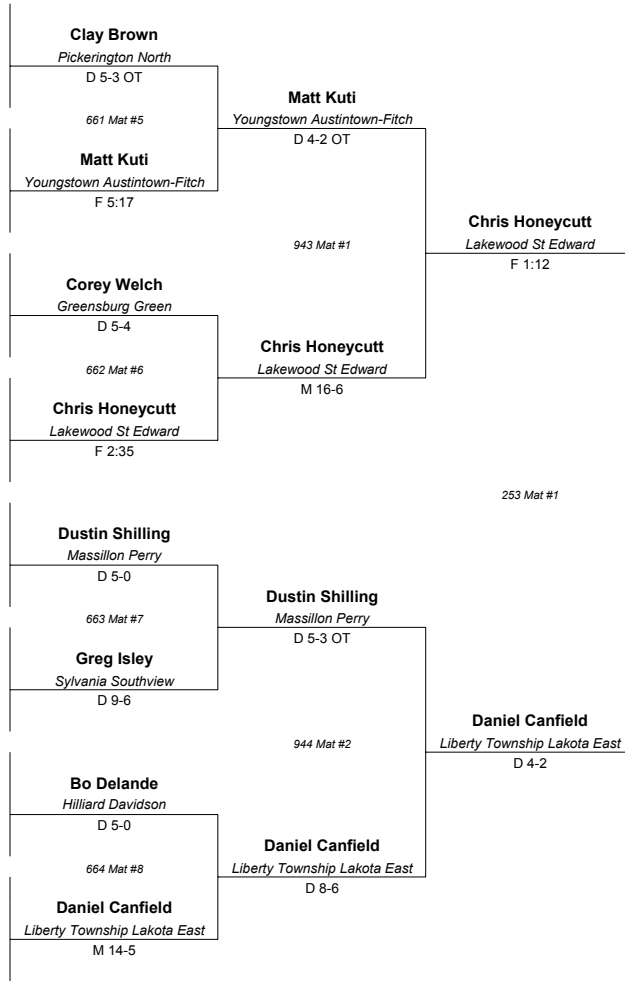 Clay Brown
Pickerington North
D 5-3 OT
661 Mat #5
Matt Kuti
Youngstown Austintown-Fitch
F 5:17
Matt Kuti
Youngstown Austintown-Fitch
D 4-2 OT
943 Mat #1
Corey Welch
Greensburg Green
D 5-4
662 Mat #6
Chris Honeycutt
Lakewood St Edward
F 2:35
Chris Honeycutt
Lakewood St Edward
M 16-6
Chris Honeycutt
Lakewood St Edward
F 1:12
253 Mat #1
Dustin Shilling
Massillon Perry
D 5-0
663 Mat #7
Greg Isley
Sylvania Southview
D 9-6
Dustin Shilling
Massillon Perry
D 5-3 OT
944 Mat #2
Bo Delande
Hilliard Davidson
D 5-0
664 Mat #8
Daniel Canfield
Liberty Township Lakota East
M 14-5
Daniel Canfield
Liberty Township Lakota East
D 8-6
Daniel Canfield
Liberty Township Lakota East
D 4-2